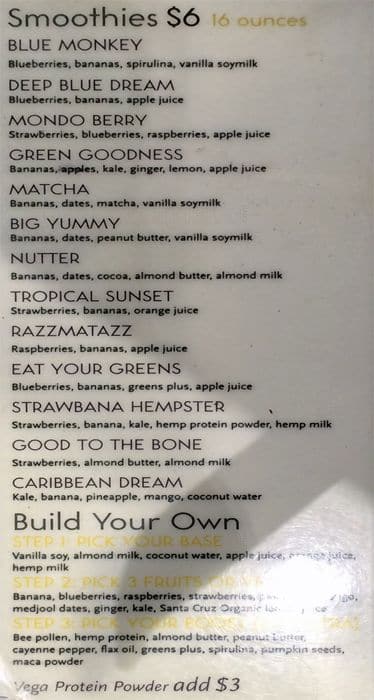 Smoothies $6 16 ounces
BLUE MONKEY
Blueberries, bananas, spirulina, vanilla soymilk
DEEP BLUE DREAM
Blueberries, bananas, apple juice
MONDO BERRY
Strawberries, blueberries, raspberries, apple juice
GREEN GOODNESS
Bananas, apples, kale, ginger, lemon, apple juice
MATCHA
Bananas, dates, matcha, vanilla soymilk
BIG YUMMY
Bananas, dates, peanut butter, vanilla soymilk
NUTTER
Bananas, dates, cocoa, almond butter, almond milk
TROPICAL SUNSET
Strawberries, bananas, orange juice
RAZZMATAZZ
Raspberries, bananas, apple juice
EAT YOUR GREENS
Blueberries, bananas, greens plus, apple juice
STRAWBANA HEMPSTER
Strawberries, banana, kale, hemp protein powder, hemp milk
GOOD TO THE BONE
Strawberries, almond butter, almond milk
CARIBBEAN DREAM
Kale, banana, pineapple, mango, coconut water
Build Your Own
STEP 1: PICK YOUR BASE
Vanilla soy, almond milk, coconut water, apple juice, orange juice,
hemp milk
STEP 2: PICK 3 FRUITS
Banana, blueberries, raspberries, strawberries,
medjool dates, ginger, kale, Santa Cruz Organic
STEP 3: PICK YOUR
Bee pollen, hemp protein, almond butter, peanut butter,
cayenne pepper, flax oil, greens plus, spirulina, pumpkin seeds,
maca powder
Vega Protein Powder add $3